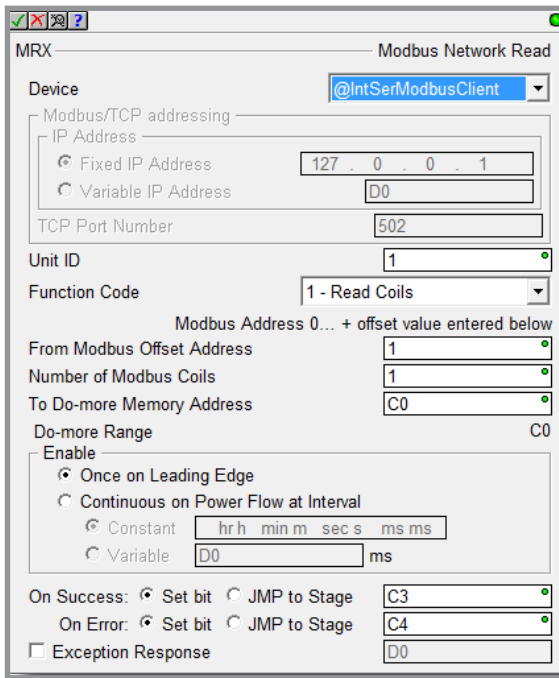 MRX Modbus Network Read
Device @IntSerModbusClient
Modbus/TCP addressing
IP Address
Fixed IP Address 127 . 0 . 0 . 1
Variable IP Address D0
TCP Port Number 502
Unit ID 1
Function Code 1 - Read Coils
Modbus Address 0... + offset value entered below
From Modbus Offset Address 1
Number of Modbus Coils 1
To Do-more Memory Address C0
Do-more Range C0
Enable
Once on Leading Edge
Continuous on Power Flow at Interval
Constant hr h min m sec s ms ms
Variable D0 ms
On Success: Set bit JMP to Stage C3
On Error: Set bit JMP to Stage C4
Exception Response D0